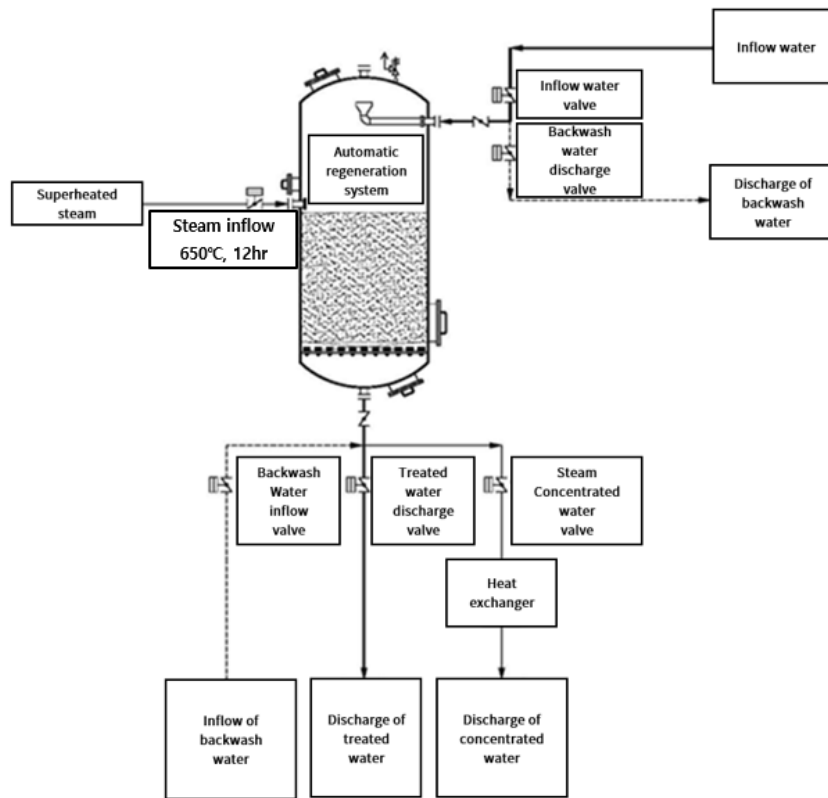 Inflow water
Inflow water
valve
Backwash
water
discharge
valve
Automatic
regeneration
system
Superheated
steam
Discharge of
backwash
water
Steam inflow
650℃, 12hr
Backwash
Water
inflow
valve
Treated
water
discharge
valve
Steam
Concentrated
water
valve
Heat
exchanger
Inflow of
backwash
water
Discharge of
treated
water
Discharge of
concentrated
water